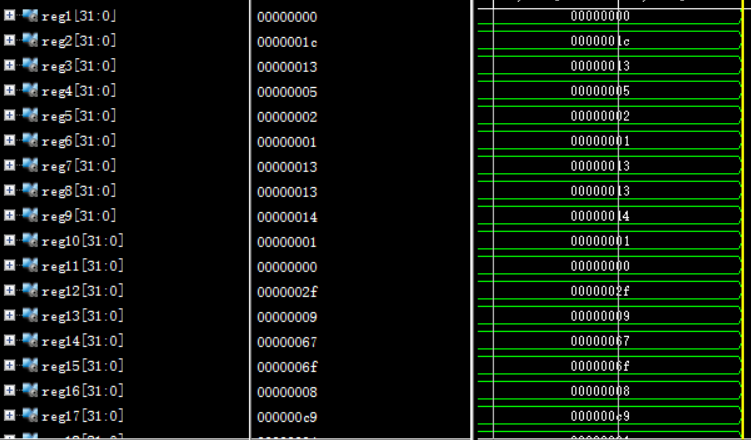 reg1[31:0] 00000000 00000000
reg2[31:0] 0000001c 0000001c
reg3[31:0] 00000013 00000013
reg4[31:0] 00000005 00000005
reg5[31:0] 00000002 00000002
reg6[31:0] 00000001 00000001
reg7[31:0] 00000013 00000013
reg8[31:0] 00000013 00000013
reg9[31:0] 00000014 00000014
reg10[31:0] 00000001 00000001
reg11[31:0] 00000000 00000000
reg12[31:0] 0000002f 0000002f
reg13[31:0] 00000009 00000009
reg14[31:0] 00000067 00000067
reg15[31:0] 0000006f 0000006f
reg16[31:0] 00000008 00000008
reg17[31:0] 000000c9 000000c9